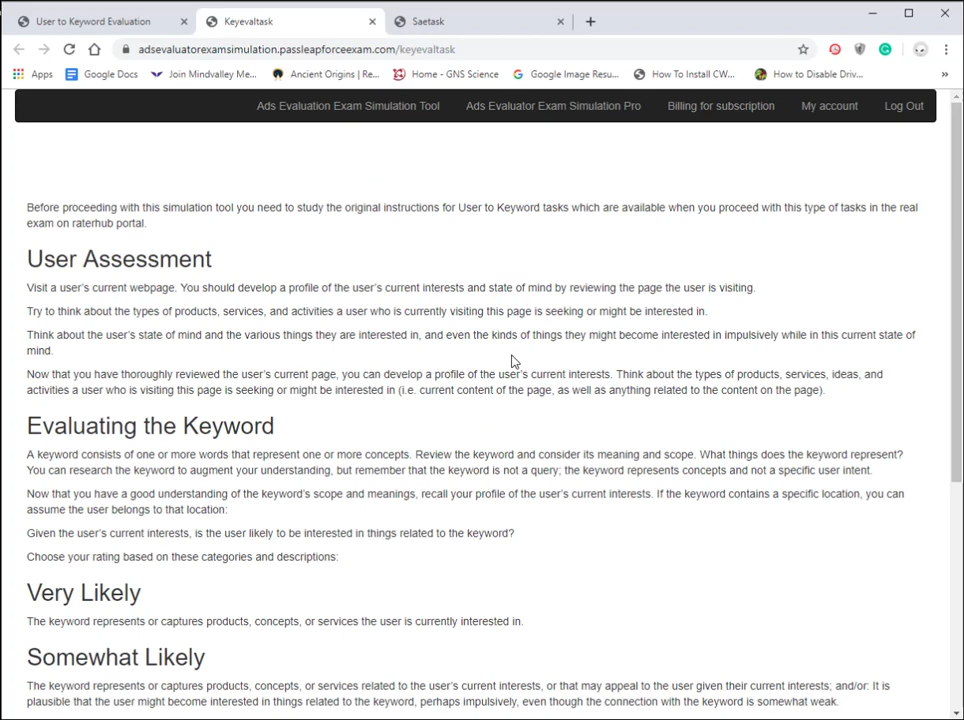 User to Keyword Evaluation
Keyevaltask
Saetask
adsevaluatorexamsimulation.passleapforceexam.com/keyevaltask
Apps
Google Docs
Join Mindvalley Me...
Ancient Origins | Re...
Home - GNS Science
Google Image Resu...
How To Install CW...
How to Disable Driv...
»
Ads Evaluation Exam Simulation Tool
Ads Evaluator Exam Simulation Pro
Billing for subscription
My account
Log Out
Before proceeding with this simulation tool you need to study the original instructions for User to Keyword tasks which are available when you proceed with this type of tasks in the real
exam on raterhub portal.
User Assessment
Visit a user's current webpage. You should develop a profile of the user's current interests and state of mind by reviewing the page the user is visiting.
Try to think about the types of products, services, and activities a user who is currently visiting this page is seeking or might be interested in.
Think about the user's state of mind and the various things they are interested in, and even the kinds of things they might become interested in impulsively while in this current state of
mind.
Now that you have thoroughly reviewed the user's current page, you can develop a profile of the user's current interests. Think about the types of products, services, ideas, and
activities a user who is visiting this page is seeking or might be interested in (i.e. current content of the page, as well as anything related to the content on the page).
Evaluating the Keyword
A keyword consists of one or more words that represent one or more concepts. Review the keyword and consider its meaning and scope. What things does the keyword represent?
You can research the keyword to augment your understanding, but remember that the keyword is not a query; the keyword represents concepts and not a specific user intent.
Now that you have a good understanding of the keyword's scope and meanings, recall your profile of the user's current interests. If the keyword contains a specific location, you can
assume the user belongs to that location:
Given the user's current interests, is the user likely to be interested in things related to the keyword?
Choose your rating based on these categories and descriptions:
Very Likely
The keyword represents or captures products, concepts, or services the user is currently interested in.
Somewhat Likely
The keyword represents or captures products, concepts, or services related to the user's current interests, or that may appeal to the user given their current interests; and/or: It is
plausible that the user might become interested in things related to the keyword, perhaps impulsively, even though the connection with the keyword is somewhat weak.